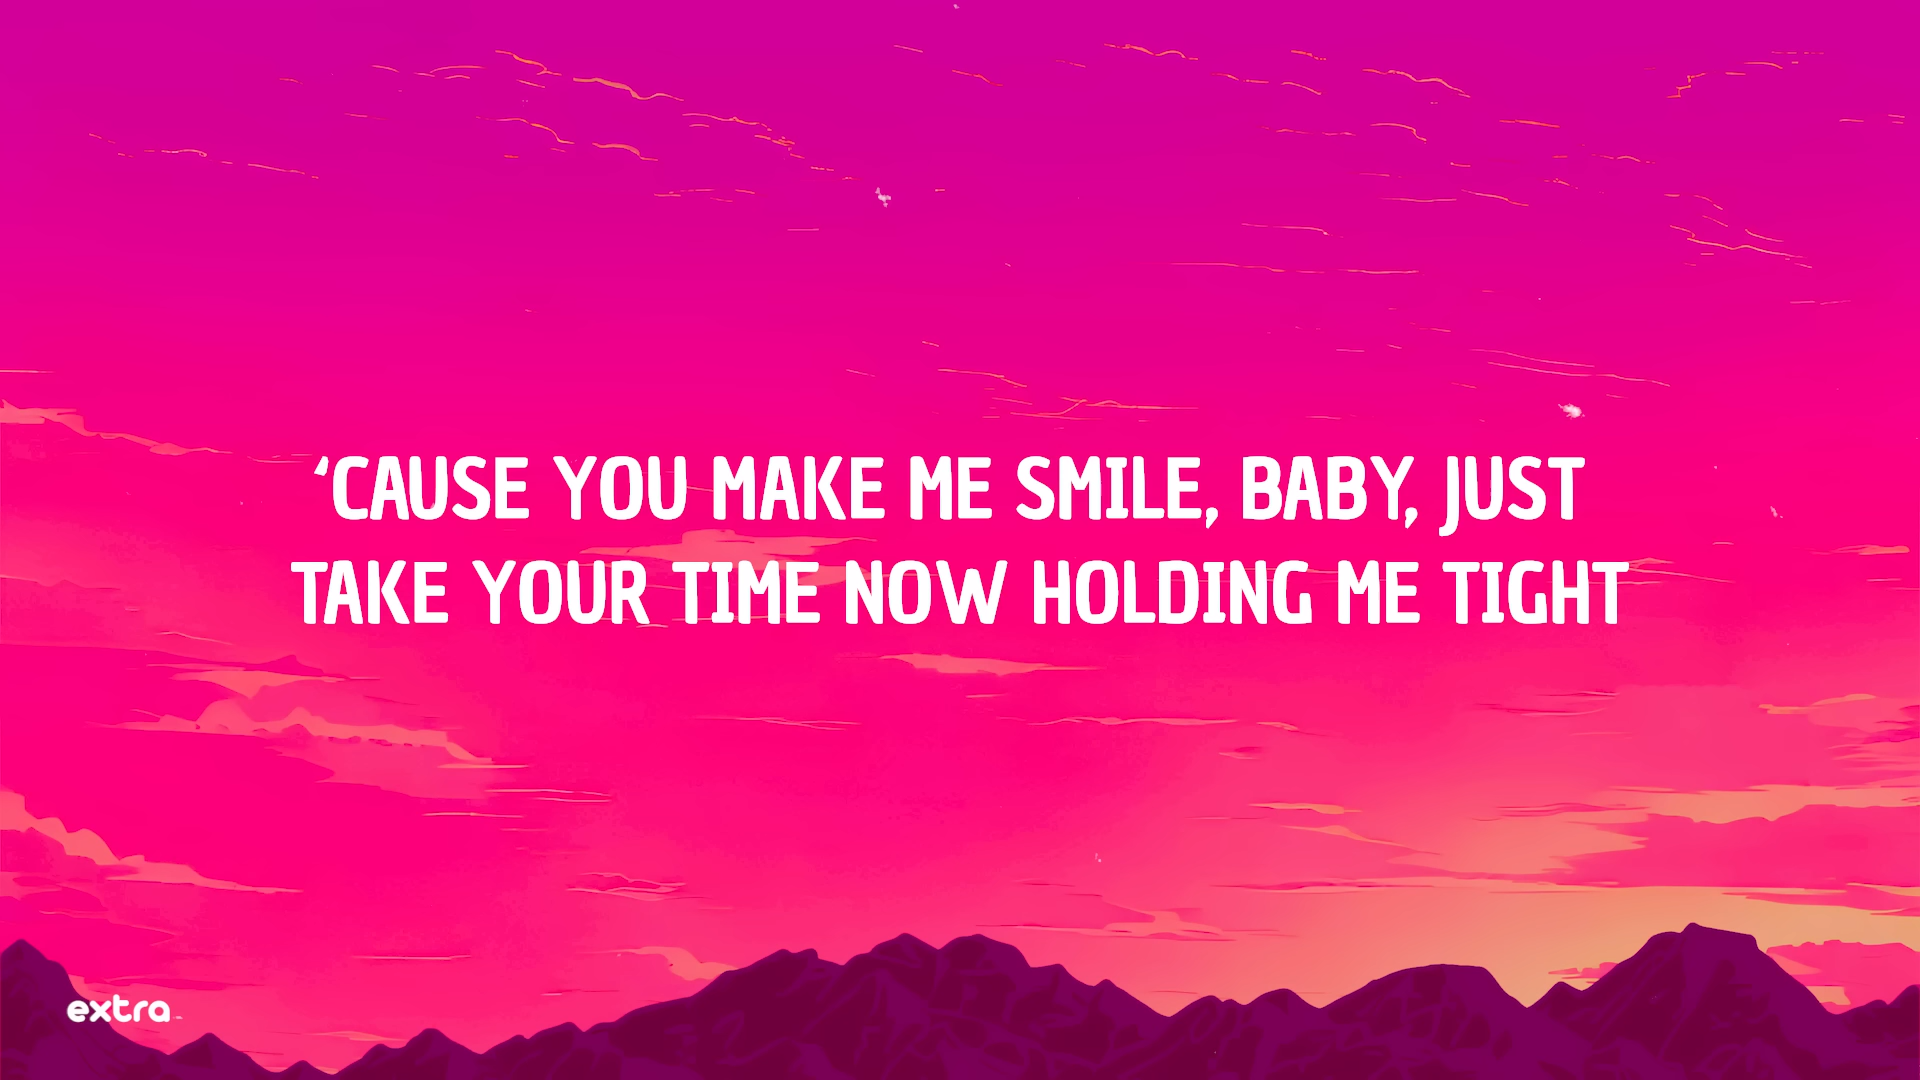 ‘CAUSE YOU MAKE ME SMILE, BABY, JUST
TAKE YOUR TIME NOW HOLDING ME TIGHT
extra